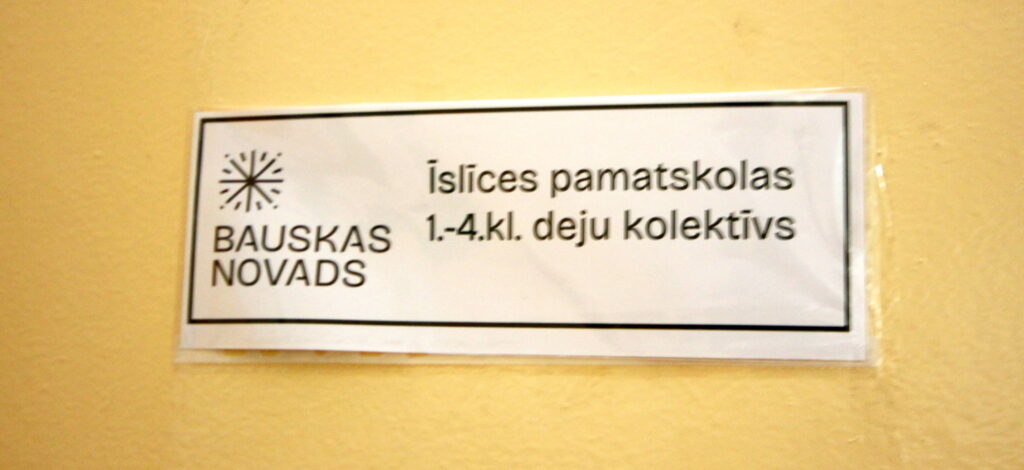 BAUSKAS
NOVADS
Īslīces pamatskolas
1.-4.kl. deju kolektīvs